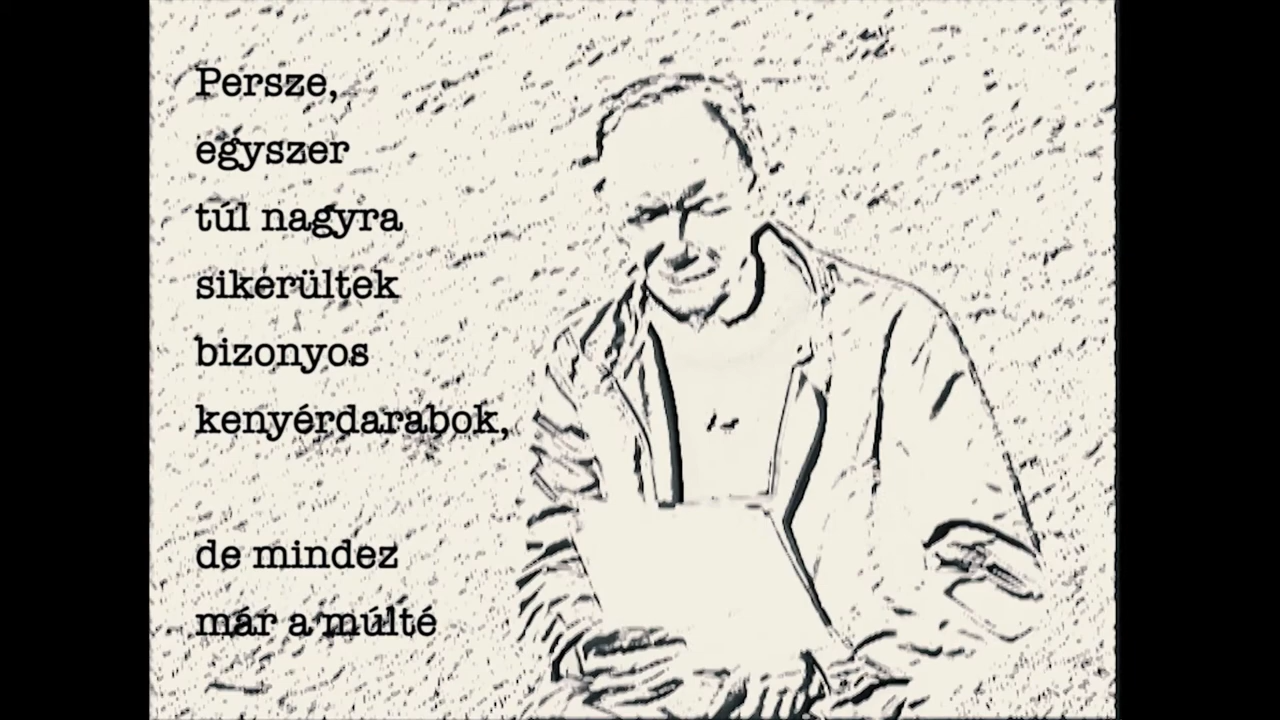 Persze,
egyszer
túl nagyra
sikerültek
bizonyos
kenyérdarabok,
de mindez
már a múlté